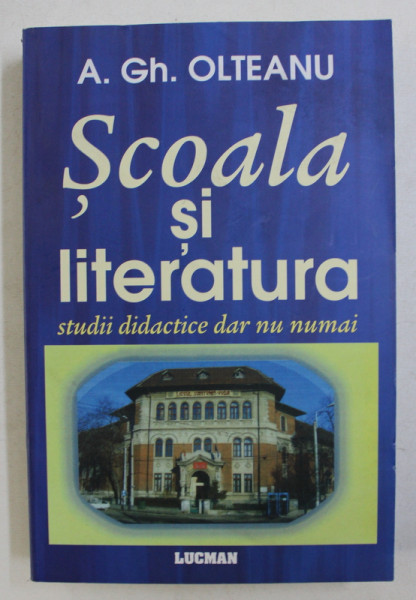 A. Gh. OLTEANU
Școala
și
literatura
studii didactice dar nu numai
LUCMAN